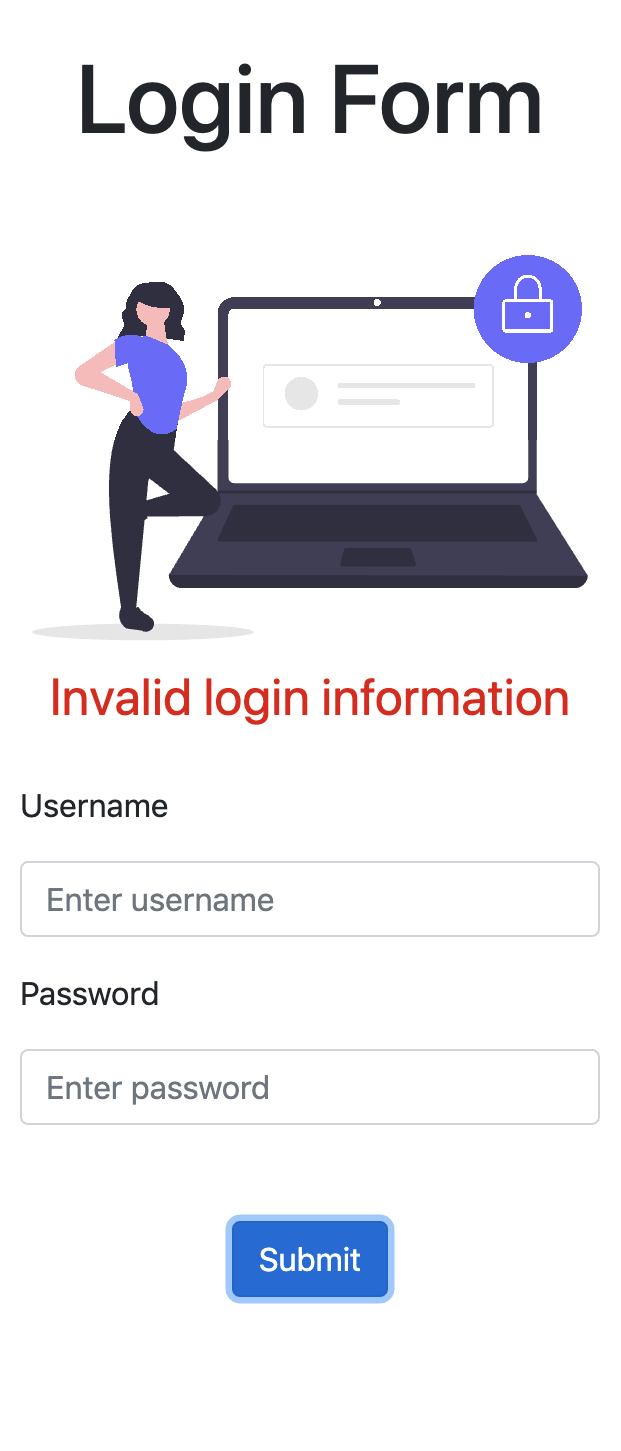 Login Form
Invalid login information
Username
Enter username
Password
Enter password
Submit